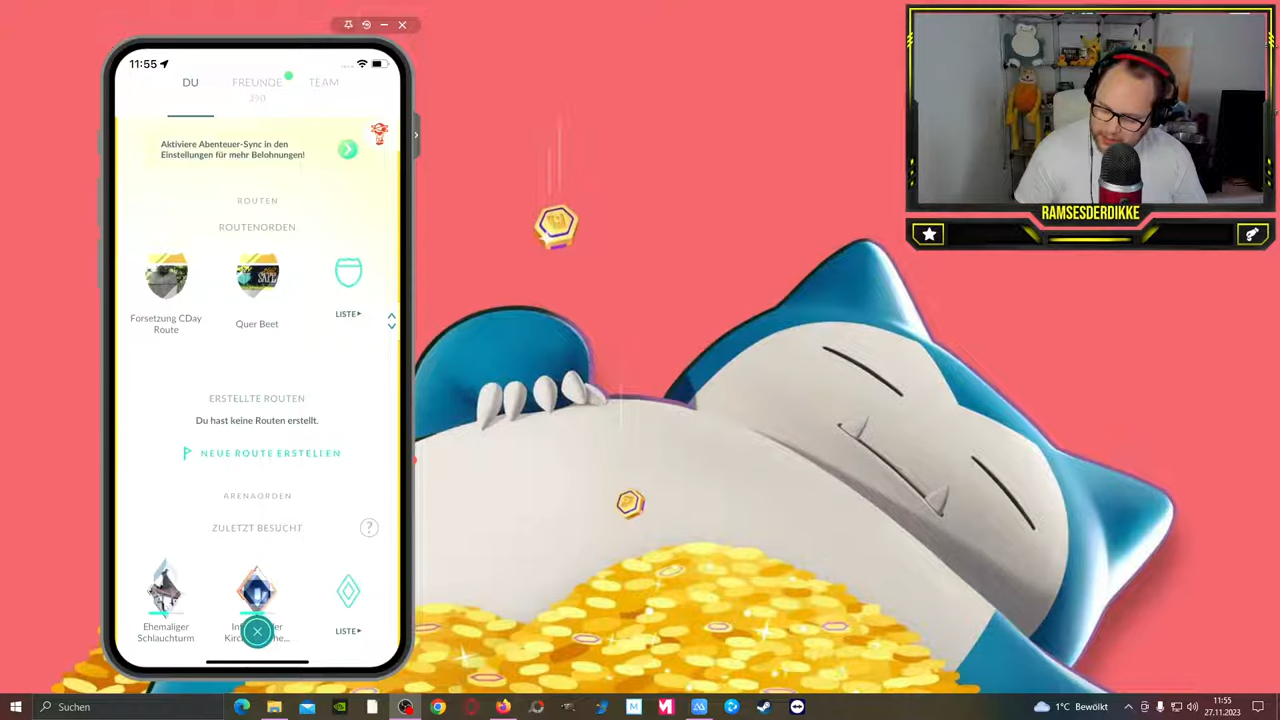 11:55
DU
FREUNDE
TEAM
390
Aktiviere Abenteuer-Sync in den
Einstellungen für mehr Belohnungen!
ROUTEN
ROUTENORDEN
Forsetzung CDay
Route
Quer Beet
LISTE▸
ERSTELLTE ROUTEN
Du hast keine Routen erstellt.
NEUE ROUTE ERSTELLEN
ARENAORDEN
ZULETZT BESUCHT
?
Ehemaliger
Schlauchturm
LISTE▸
RAMSESDERDIKKE
Suchen
1°C Bewölkt
11:55
27.11.2023